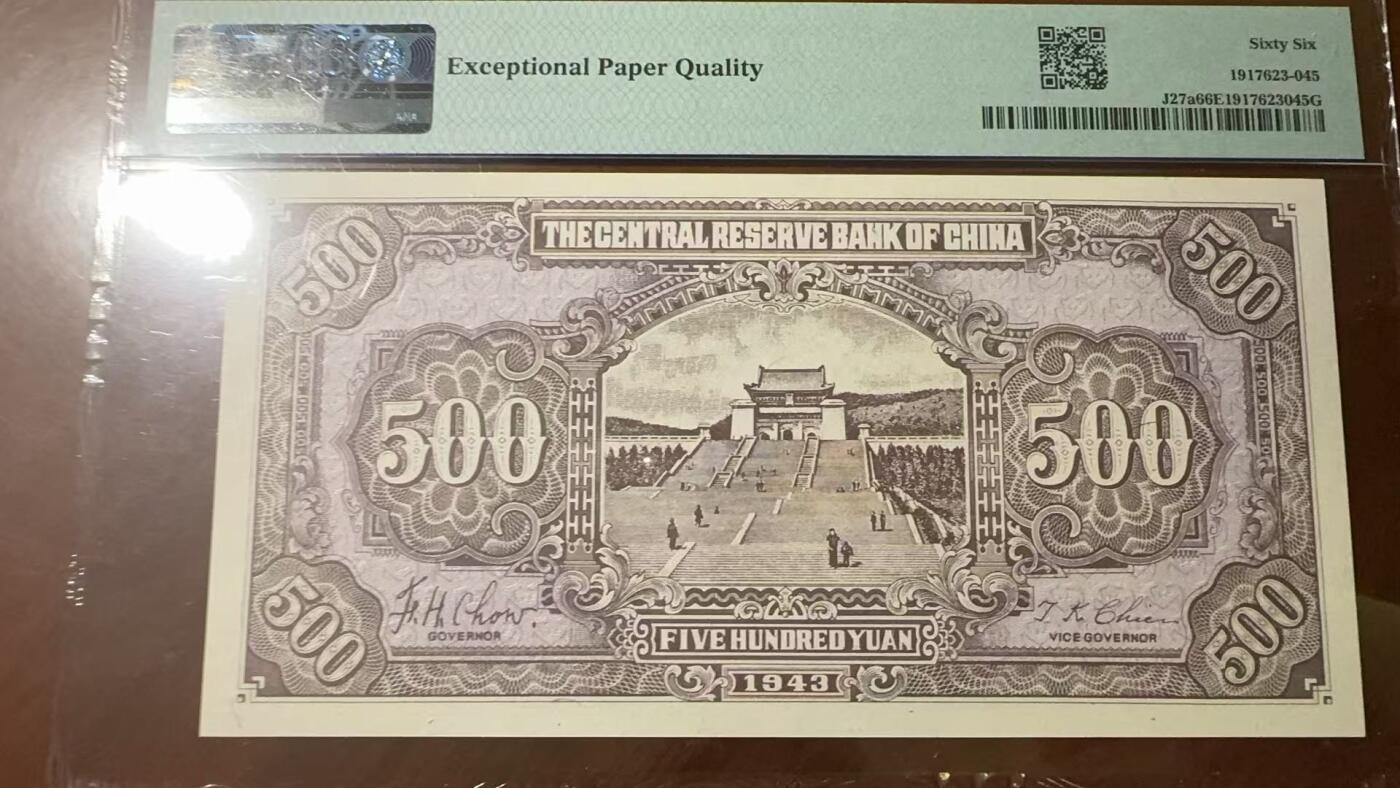 Exceptional Paper Quality
Sixty Six
1917623-045
J27a66E1917623045G
THE CENTRAL RESERVE BANK OF CHINA
500
500
500
500
F. H. Chow.
GOVERNOR
T K Chien
VICE GOVERNOR
500
500
FIVE HUNDRED YUAN
1943